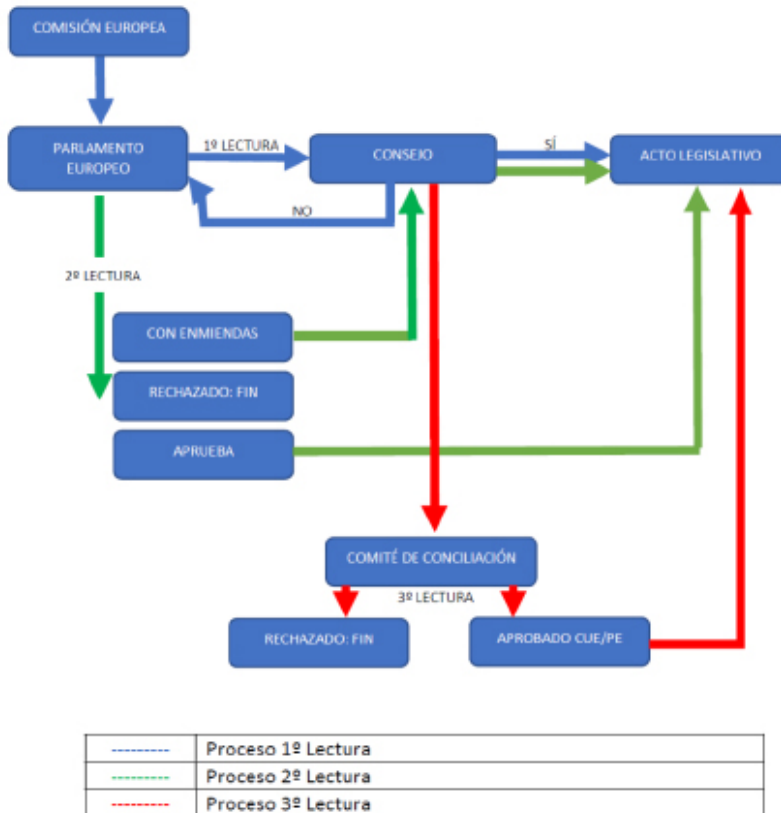 COMISIÓN EUROPEA
PARLAMENTO
EUROPEO
1º LECTURA
CONSEJO
SÍ
ACTO LEGISLATIVO
NO
2º LECTURA
CON ENMIENDAS
RECHAZADO: FIN
APRUEBA
COMITÉ DE CONCILIACIÓN
3º LECTURA
RECHAZADO: FIN
APROBADO CUE/PE
---------- Proceso 1º Lectura
---------- Proceso 2º Lectura
---------- Proceso 3º Lectura